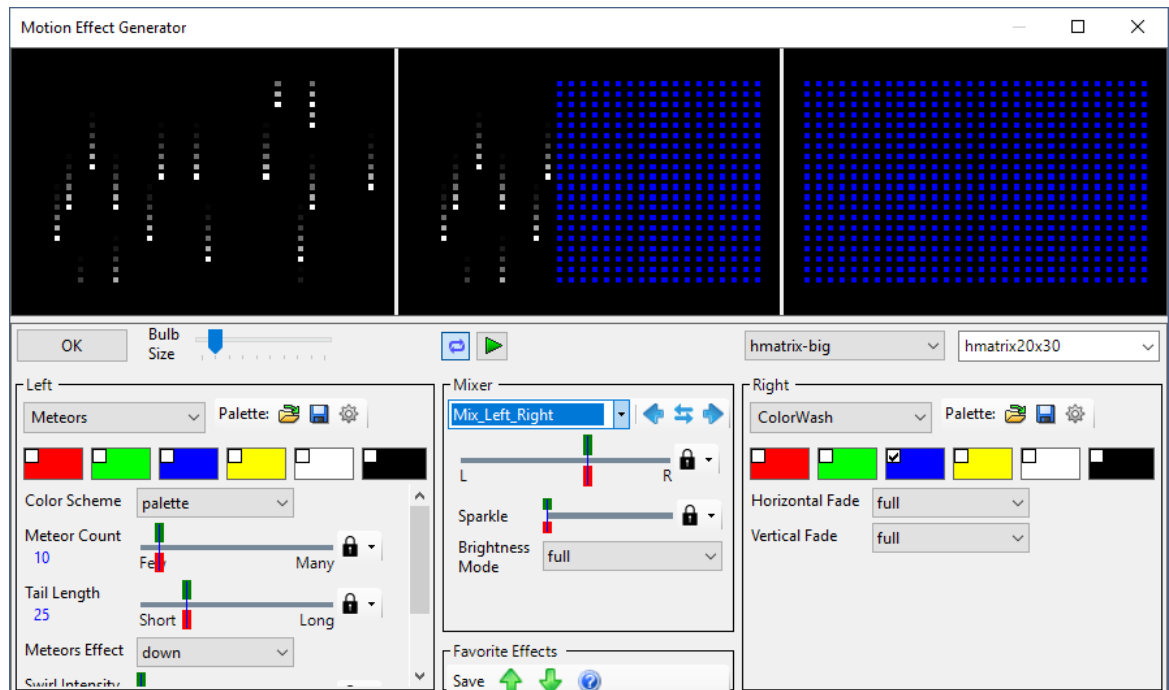 Motion Effect Generator
OK
Bulb
Size
hmatrix-big
hmatrix20x30
Left
Meteors
Palette:
Color Scheme
palette
Meteor Count
10
Few
Many
Tail Length
25
Short
Long
Meteors Effect
down
Swirl Intensity
Mixer
Mix_Left_Right
L
R
Sparkle
Brightness
Mode
full
Favorite Effects
Save
Right
ColorWash
Palette:
Horizontal Fade
full
Vertical Fade
full